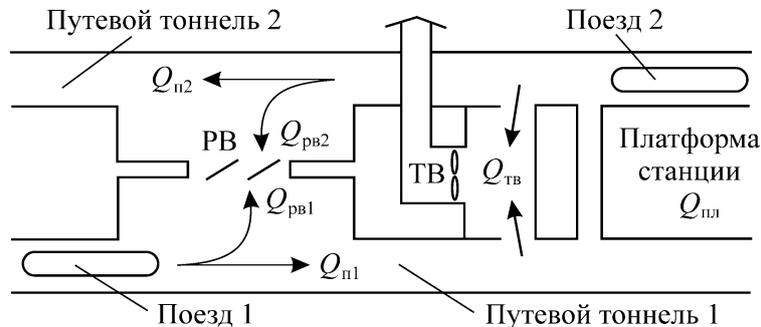 Путевой тоннель 2
Поезд 2
Qп2
РВ
Qрв2
ТВ
Qтв
Платформа
станции
Qпл
Qрв1
Qп1
Поезд 1
Путевой тоннель 1